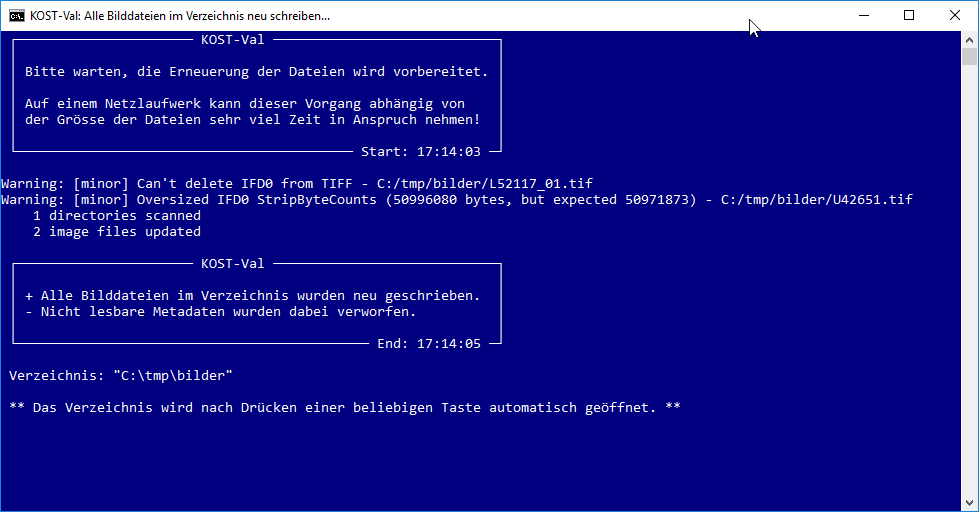 KOST-Val: Alle Bilddateien im Verzeichnis neu schreiben...
KOST-Val
Bitte warten, die Erneuerung der Dateien wird vorbereitet.
Auf einem Netzlaufwerk kann dieser Vorgang abhängig von
der Grösse der Dateien sehr viel Zeit in Anspruch nehmen!
Start: 17:14:03
Warning: [minor] Can't delete IFD0 from TIFF - C:/tmp/bilder/L52117_01.tif
Warning: [minor] Oversized IFD0 StripByteCounts (50996080 bytes, but expected 50971873) - C:/tmp/bilder/U42651.tif
1 directories scanned
2 image files updated
KOST-Val
+ Alle Bilddateien im Verzeichnis wurden neu geschrieben.
- Nicht lesbare Metadaten wurden dabei verworfen.
End: 17:14:05
Verzeichnis: "C:\tmp\bilder"
** Das Verzeichnis wird nach Drücken einer beliebigen Taste automatisch geöffnet. **